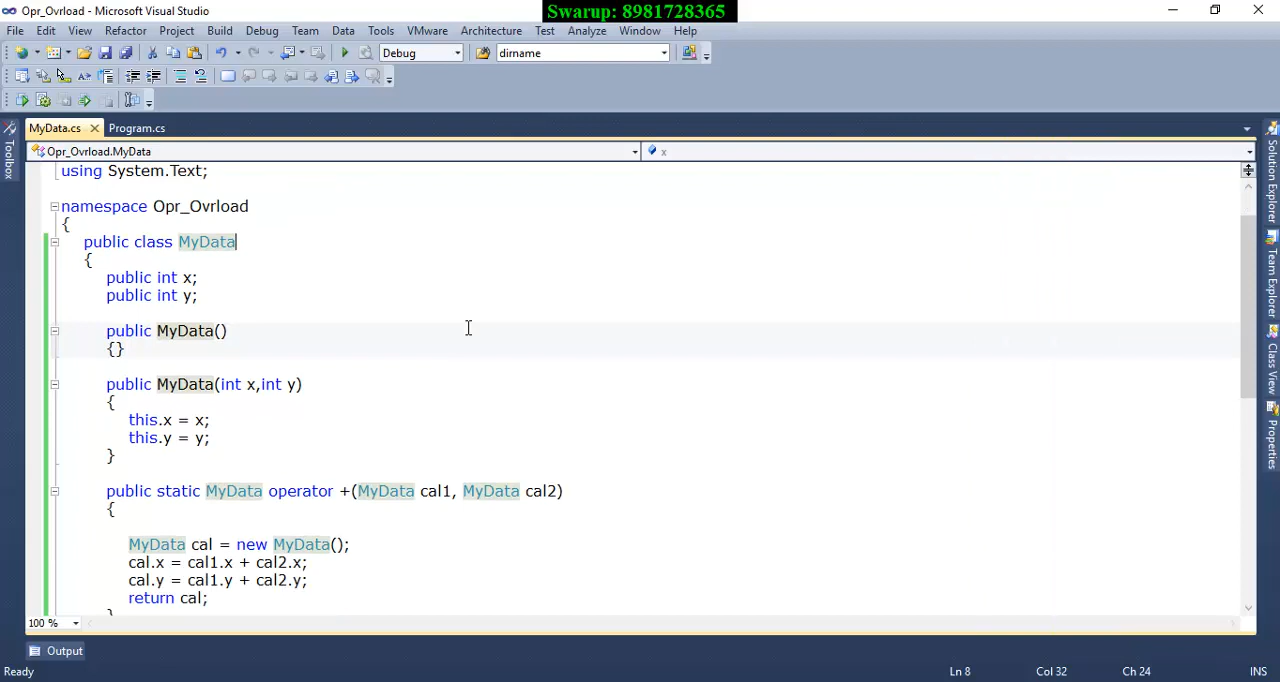 Opr_Ovrload - Microsoft Visual Studio
Swarup: 8981728365
File Edit View Refactor Project Build Debug Team Data Tools VMware Architecture Test Analyze Window Help
Debug dirname
MyData.cs Program.cs
Opr_Ovrload.MyData x
using System.Text;
namespace Opr_Ovrload
{
public class MyData
{
public int x;
public int y;
public MyData()
{}
public MyData(int x,int y)
{
this.x = x;
this.y = y;
}
public static MyData operator +(MyData cal1, MyData cal2)
{
MyData cal = new MyData();
cal.x = cal1.x + cal2.x;
cal.y = cal1.y + cal2.y;
return cal;
}
100 %
Output
Ready Ln 8 Col 32 Ch 24 INS
Toolbox
Solution Explorer
Team Explorer
Class View
Properties